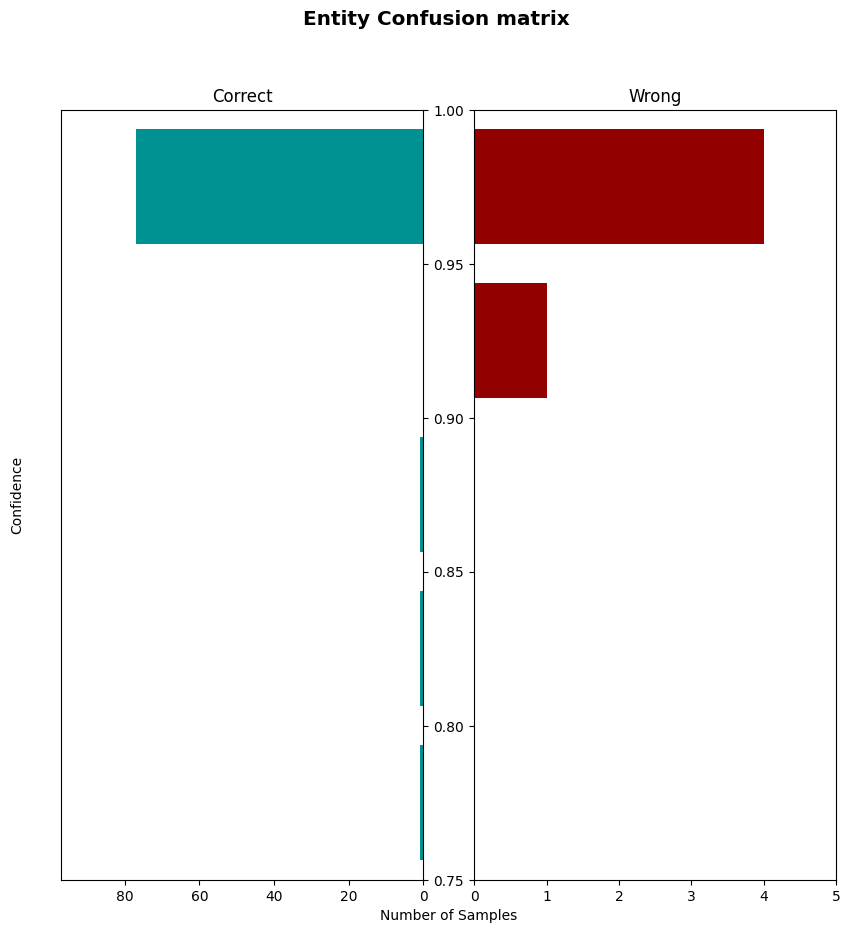 Entity Confusion matrix
Correct
Wrong
1.00
0.95
0.90
0.85
0.80
0.75
Confidence
80 60 40 20 0
0 1 2 3 4 5
Number of Samples